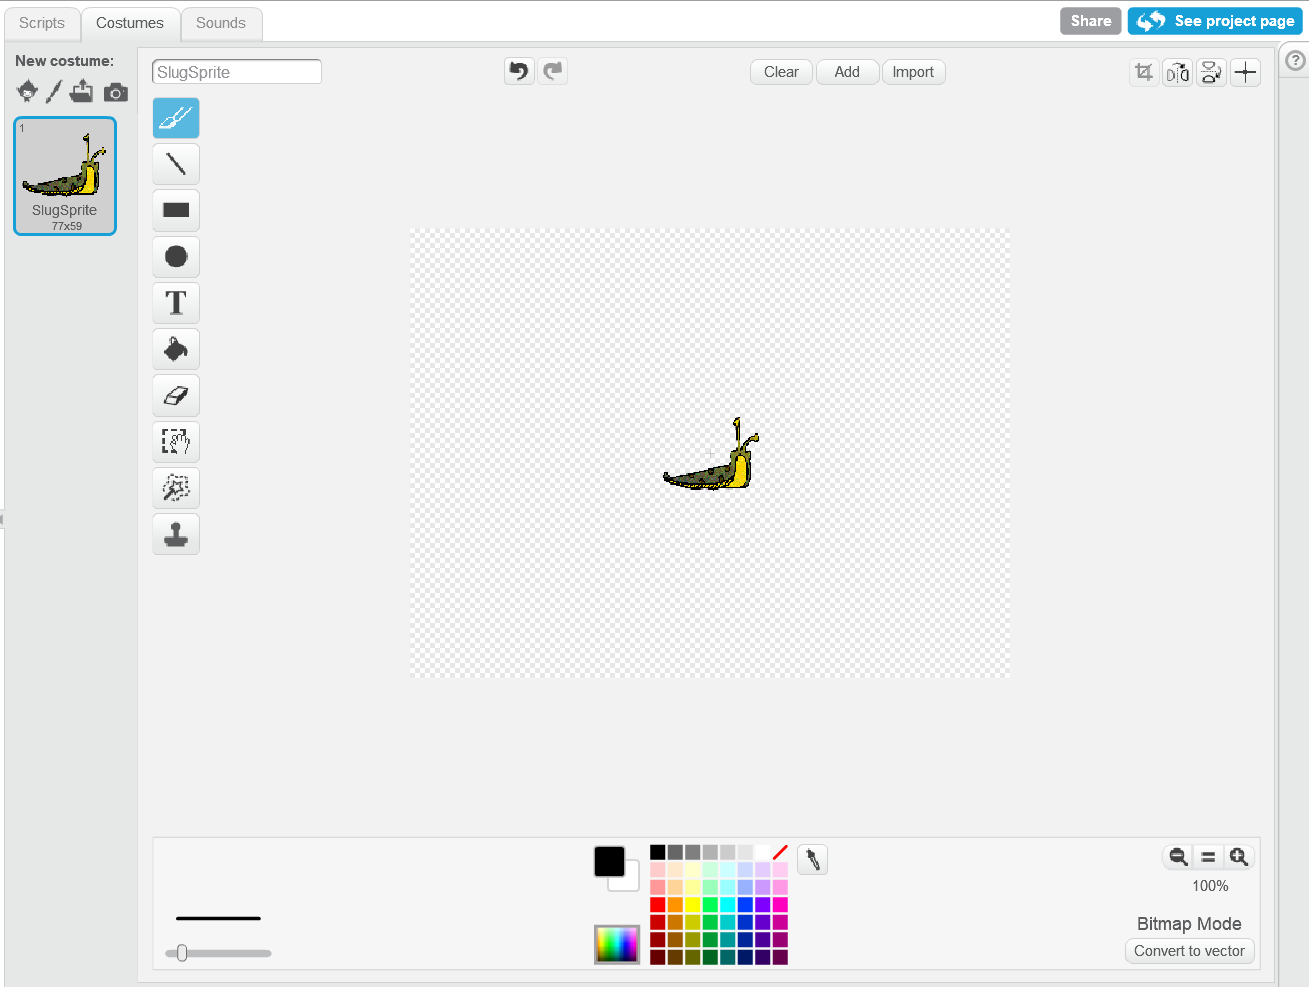 Scripts
Costumes
Sounds
Share
See project page
New costume:
SlugSprite
Clear
Add
Import
?
1
SlugSprite
77x59
T
100%
Bitmap Mode
Convert to vector